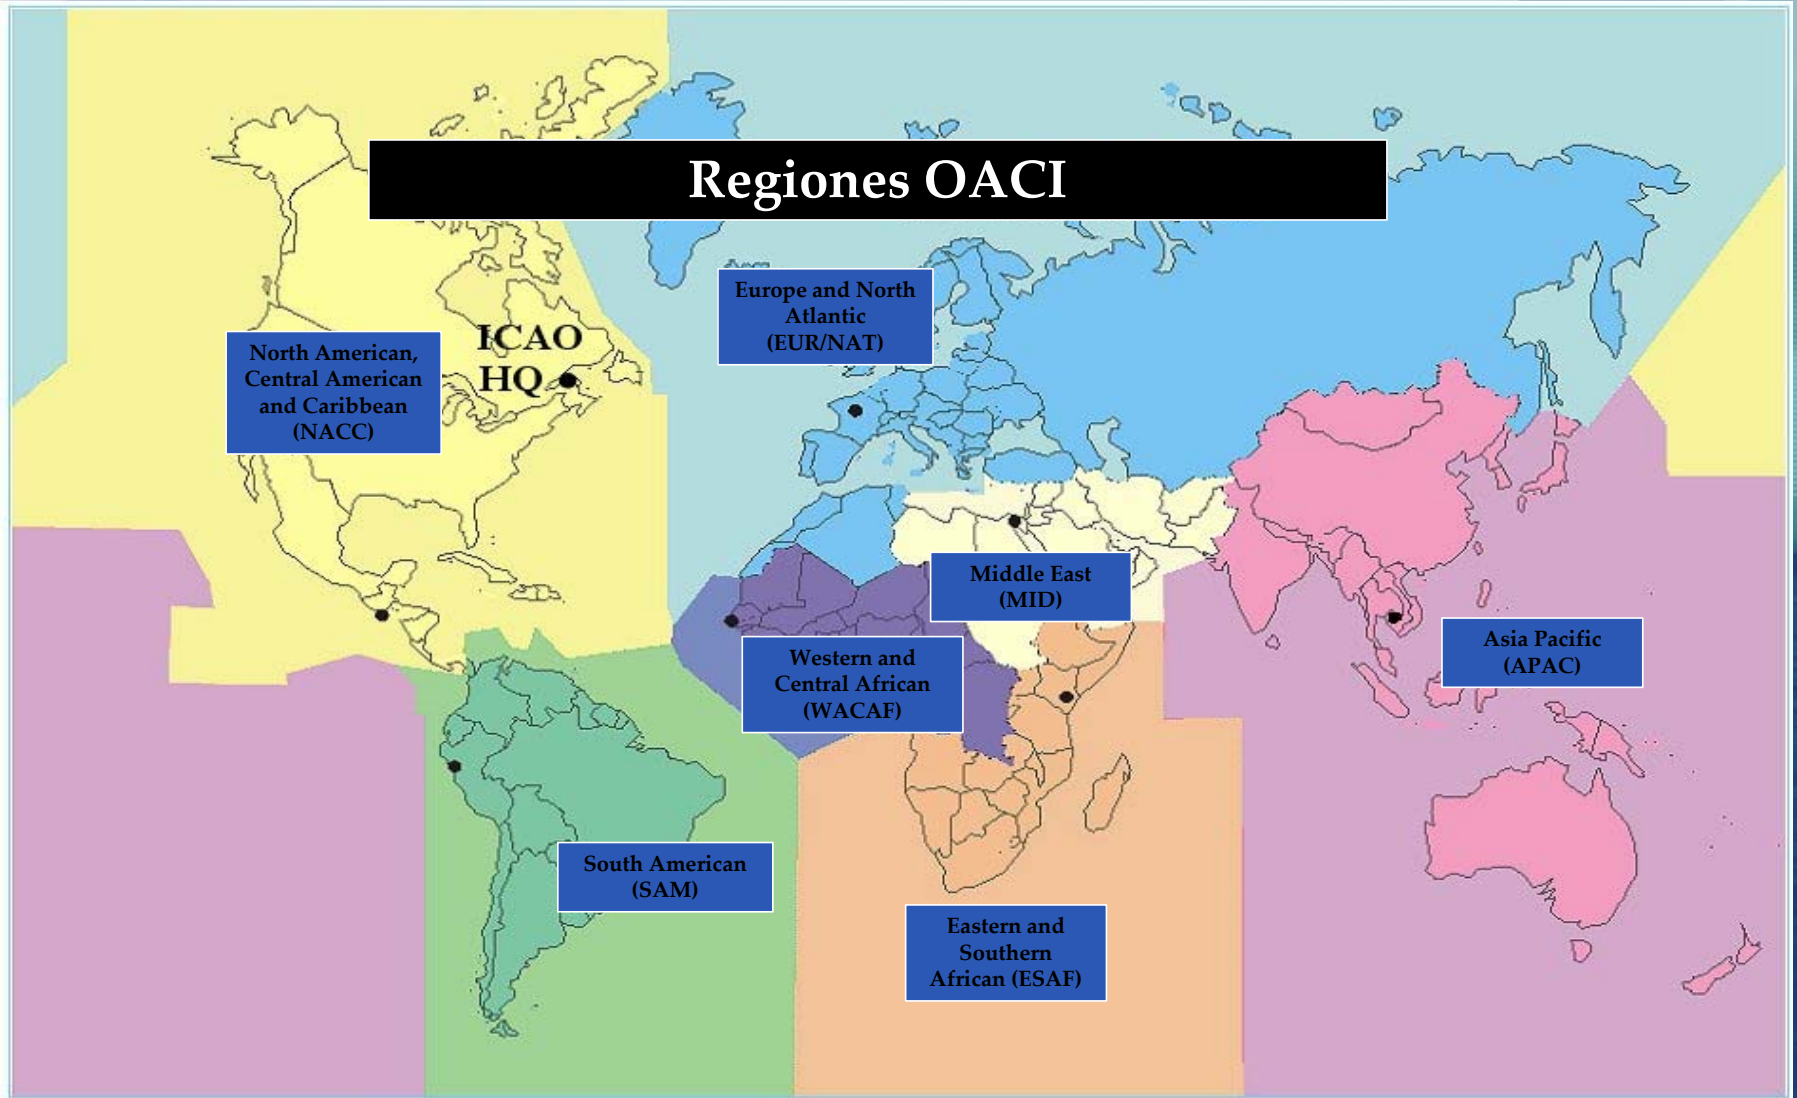 Regiones OACI
Europe and North
Atlantic
(EUR/NAT)
ICAO
HQ
North American,
Central American
and Caribbean
(NACC)
Middle East
(MID)
Western and
Central African
(WACAF)
Asia Pacific
(APAC)
South American
(SAM)
Eastern and
Southern
African (ESAF)